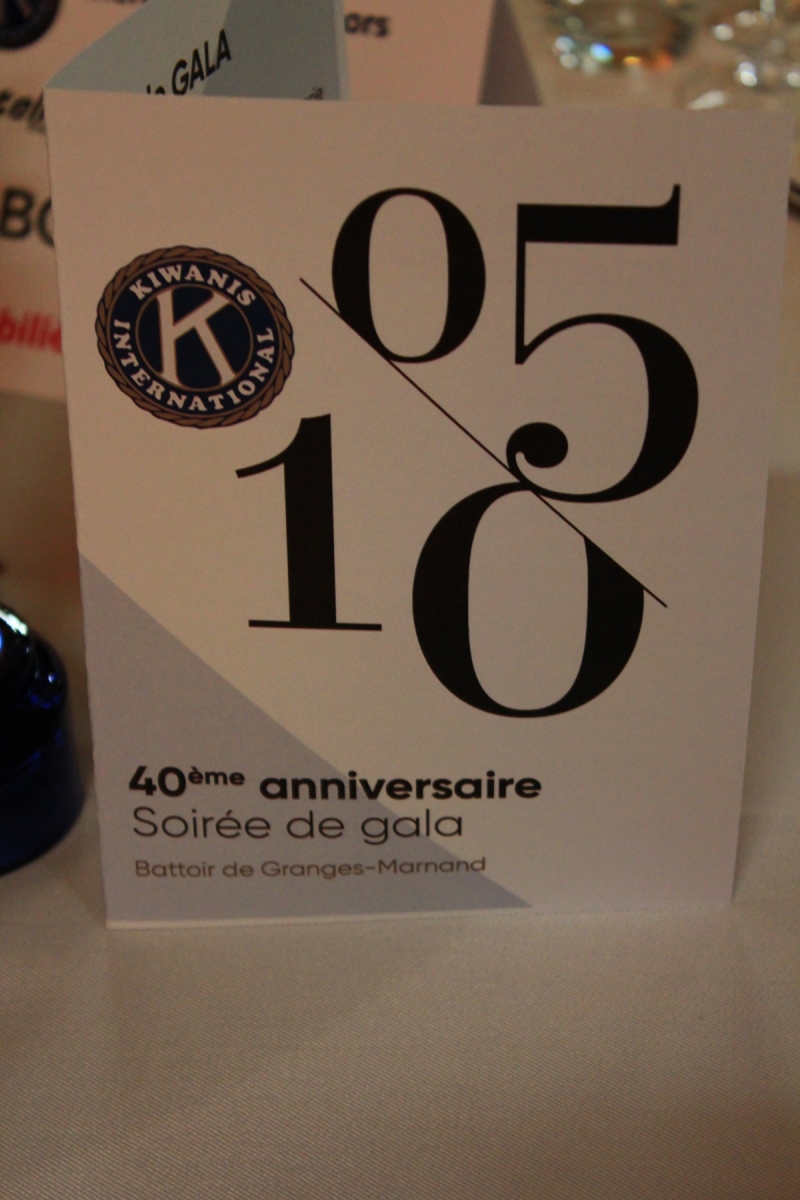 GALA
KIWANIS
K
INTERNATIONAL
05
10
40ème anniversaire
Soirée de gala
Battoir de Granges-Marnand